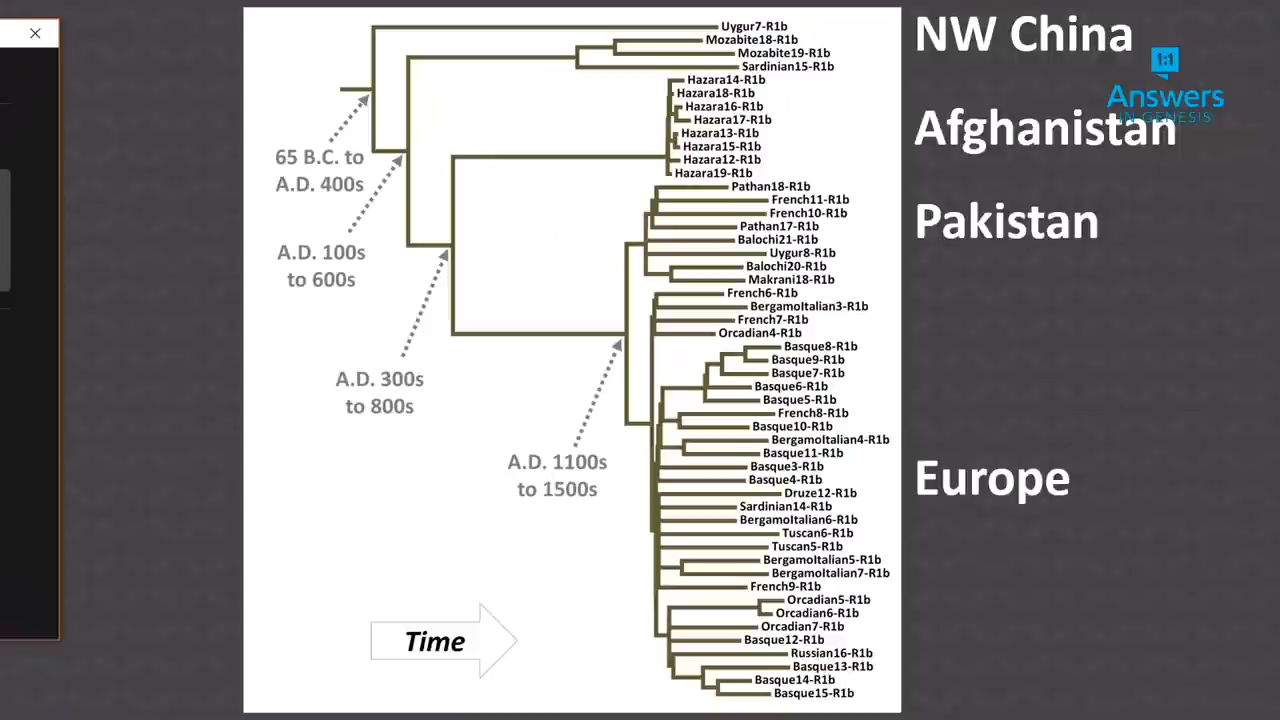 Uygur7-R1b
Mozabite18-R1b
Mozabite19-R1b
Sardinian15-R1b
Hazara14-R1b
Hazara18-R1b
Hazara16-R1b
Hazara17-R1b
Hazara13-R1b
Hazara15-R1b
Hazara12-R1b
Hazara19-R1b
Pathan18-R1b
French11-R1b
French10-R1b
Pathan17-R1b
Balochi21-R1b
Uygur8-R1b
Balochi20-R1b
Makrani18-R1b
French6-R1b
BergamoItalian3-R1b
French7-R1b
Orcadian4-R1b
Basque8-R1b
Basque9-R1b
Basque7-R1b
Basque6-R1b
Basque5-R1b
French8-R1b
Basque10-R1b
BergamoItalian4-R1b
Basque11-R1b
Basque3-R1b
Basque4-R1b
Druze12-R1b
Sardinian14-R1b
BergamoItalian6-R1b
Tuscan6-R1b
Tuscan5-R1b
BergamoItalian5-R1b
BergamoItalian7-R1b
French9-R1b
Orcadian5-R1b
Orcadian6-R1b
Orcadian7-R1b
Basque12-R1b
Russian16-R1b
Basque13-R1b
Basque14-R1b
Basque15-R1b
65 B.C. to
A.D. 400s
A.D. 100s
to 600s
A.D. 300s
to 800s
A.D. 1100s
to 1500s
Time
NW China
1:1
Answers
IN GENESIS
Afghanistan
Pakistan
Europe